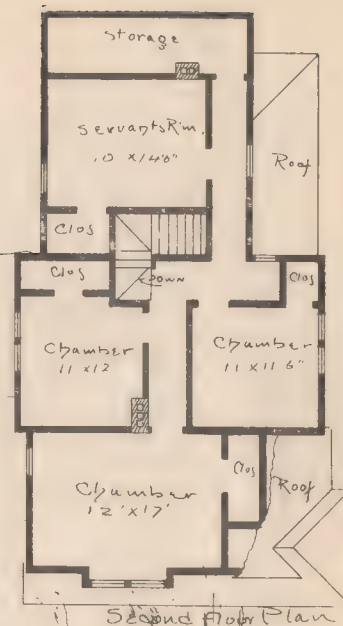 Storage
Servants Rm.
10 x 14'6"
Roof
Clos
Clos
DOWN
Clos
Chamber
11 x 12
Chamber
11 x 11'6"
Clos
Roof
Chamber
12' x 17'
Second Floor Plan